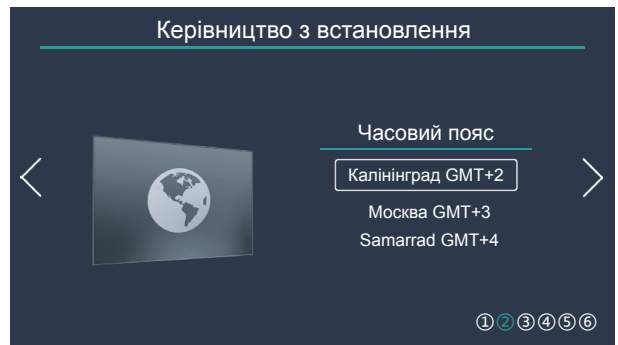 Керівництво з встановлення
Часовий пояс
Калінінград GMT+2
Москва GMT+3
Samarrad GMT+4
①②③④⑤⑥